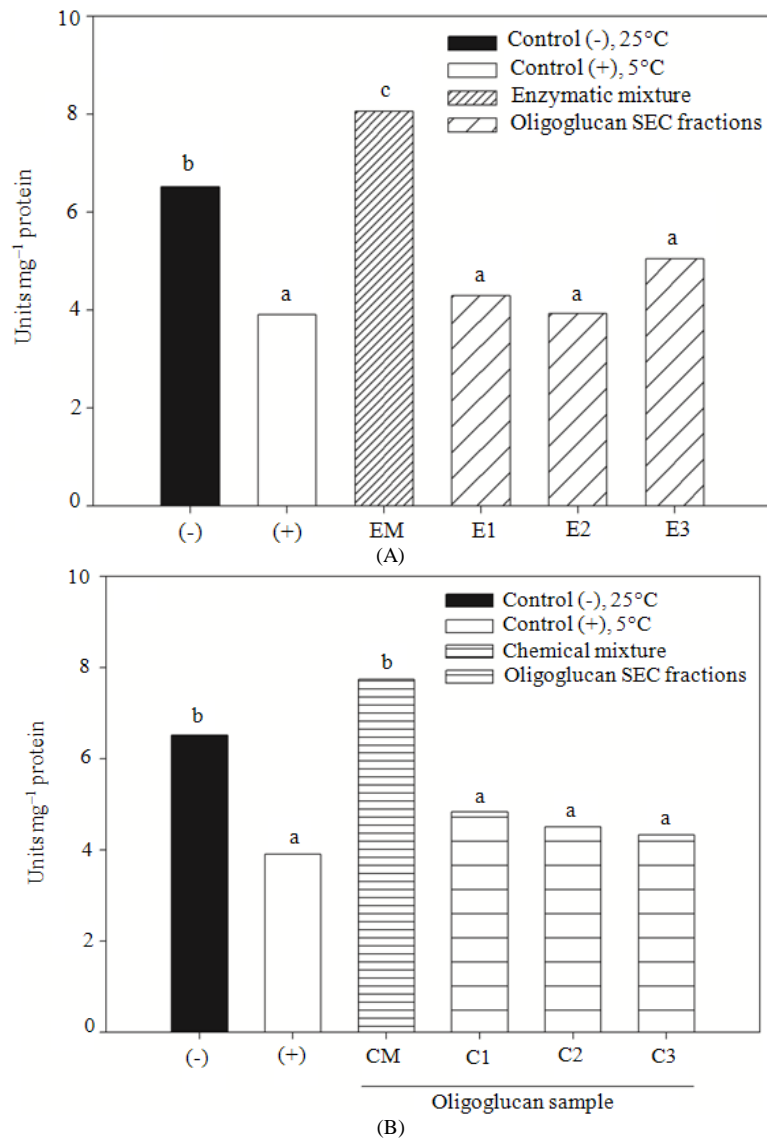 10
8
6
4
2
0
Units mg⁻¹ protein
Control (-), 25°C
Control (+), 5°C
Enzymatic mixture
Oligoglucan SEC fractions
b
a
c
a
a
a
(-)
(+)
EM
E1
E2
E3
(A)
10
8
6
4
2
0
Units mg⁻¹ protein
Control (-), 25°C
Control (+), 5°C
Chemical mixture
Oligoglucan SEC fractions
b
a
b
a
a
a
(-)
(+)
CM
C1
C2
C3
Oligoglucan sample
(B)